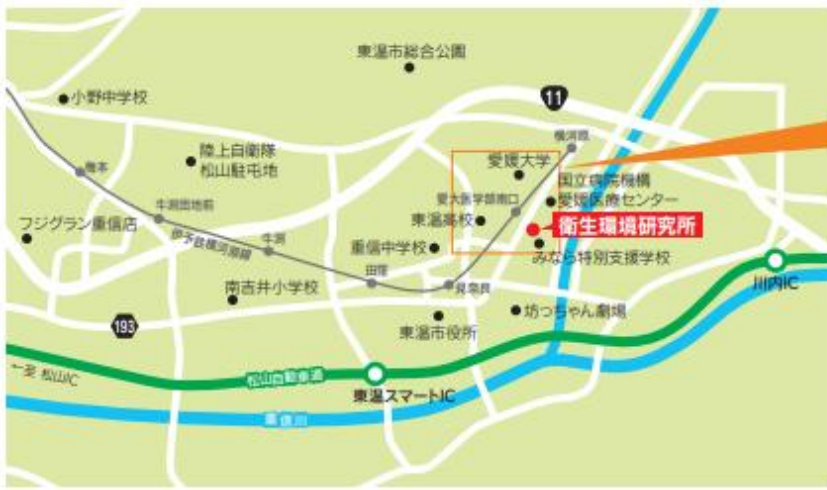 東温市総合公園
小野中学校
11
横河原
陸上自衛隊
松山駐屯地
愛媛大学
梅本
国立病院機構
愛媛医療センター
愛大医学部南口
牛渕団地前
東温高校
衛生環境研究所
フジグラン重信店
伊予鉄横河原線
牛渕
重信中学校
みなら特別支援学校
田窪
見奈良
川内IC
南吉井小学校
坊っちゃん劇場
193
東温市役所
←至 松山IC
松山自動車道
東温スマートIC
重信川